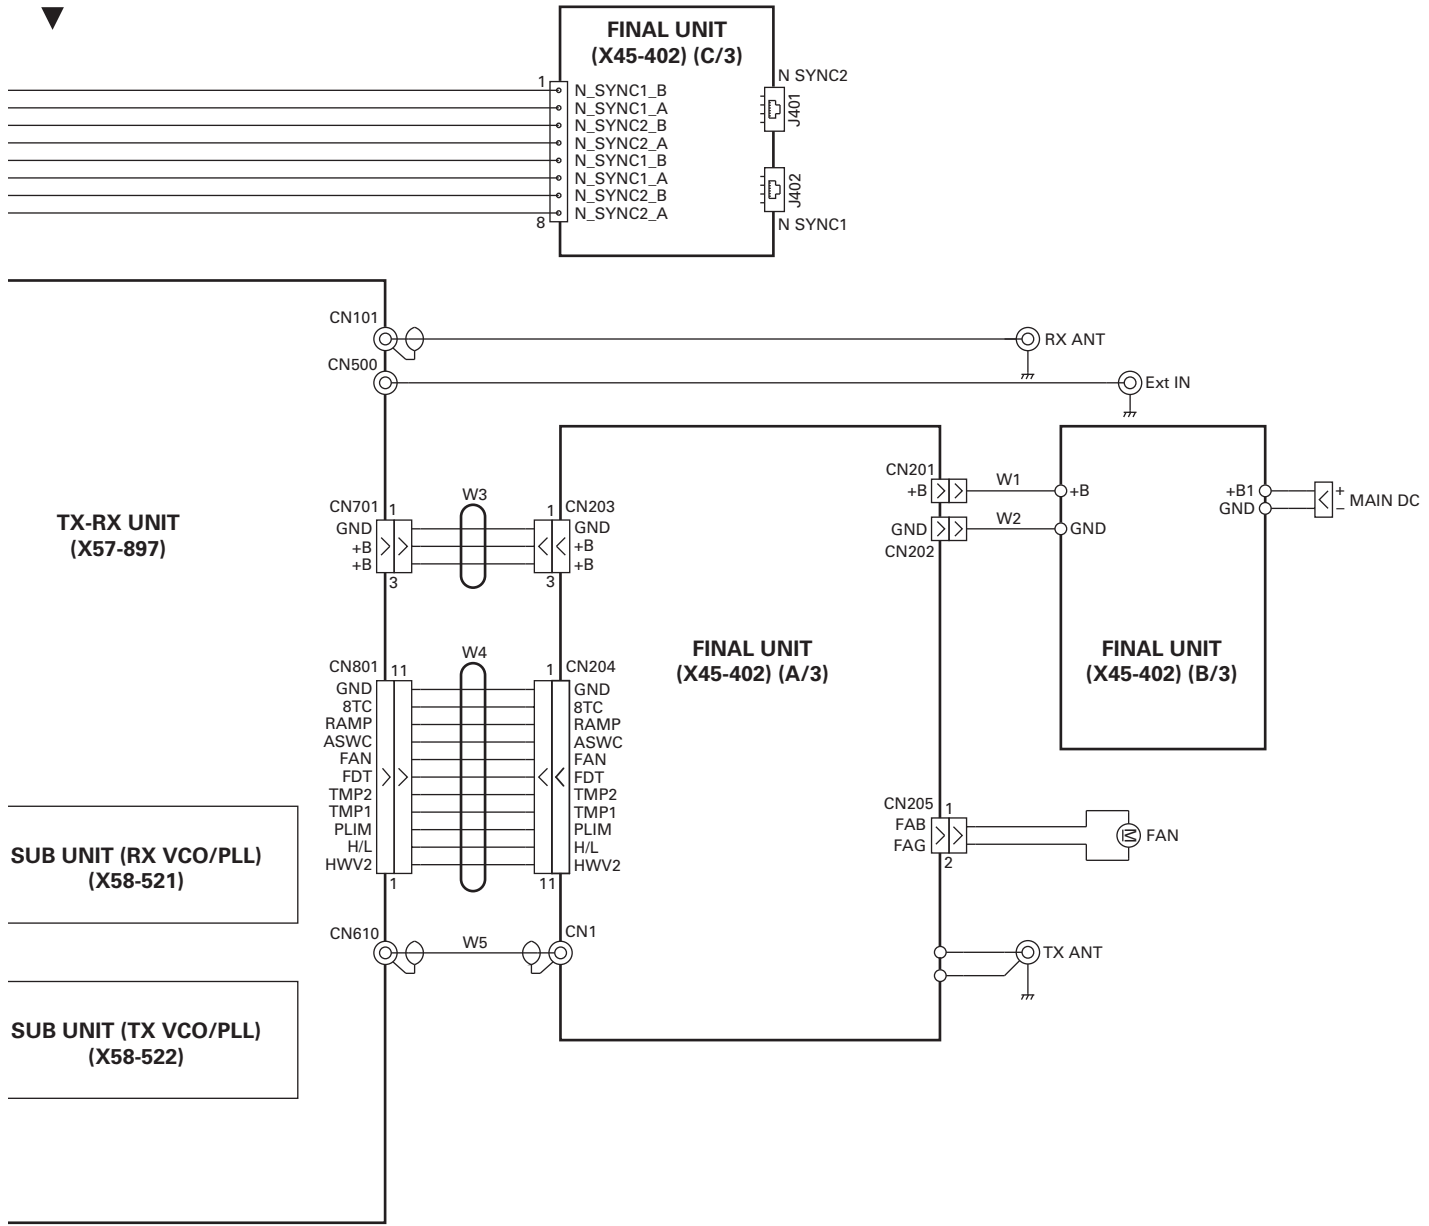 FINAL UNIT
(X45-402) (C/3)
N SYNC2
1
N_SYNC1_B
N_SYNC1_A
N_SYNC2_B
N_SYNC2_A
N_SYNC1_B
N_SYNC1_A
N_SYNC2_B
N_SYNC2_A
8
J401
J402
N SYNC1
CN101
RX ANT
CN500
Ext IN
TX-RX UNIT
(X57-897)
CN701
1
GND
+B
+B
3
W3
1
CN203
GND
+B
+B
3
CN201
+B
W1
+B
GND
W2
GND
CN202
+B1
GND
+
−
MAIN DC
FINAL UNIT
(X45-402) (A/3)
FINAL UNIT
(X45-402) (B/3)
CN801
11
GND
8TC
RAMP
ASWC
FAN
FDT
TMP2
TMP1
PLIM
H/L
HWV2
1
W4
1
CN204
GND
8TC
RAMP
ASWC
FAN
FDT
TMP2
TMP1
PLIM
H/L
HWV2
11
CN205
1
FAB
FAG
2
M
FAN
SUB UNIT (RX VCO/PLL)
(X58-521)
CN610
W5
CN1
TX ANT
SUB UNIT (TX VCO/PLL)
(X58-522)